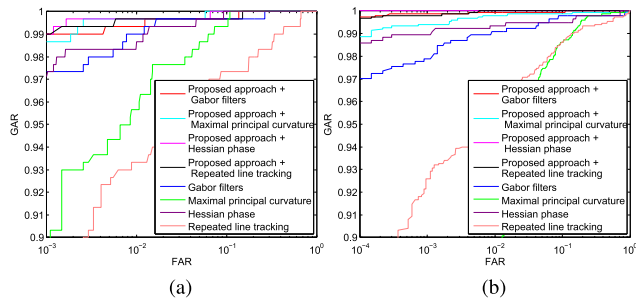 1
0.99
0.98
0.97
0.96
0.95
0.94
0.93
0.92
0.91
0.9
GAR
10^-3
10^-2
10^-1
10^0
FAR
Proposed approach +
Gabor filters
Proposed approach +
Maximal principal curvature
Proposed approach +
Hessian phase
Proposed approach +
Repeated line tracking
Gabor filters
Maximal principal curvature
Hessian phase
Repeated line tracking
(a)
1
0.99
0.98
0.97
0.96
0.95
0.94
0.93
0.92
0.91
0.9
GAR
10^-4
10^-3
10^-2
10^-1
10^0
FAR
Proposed approach +
Gabor filters
Proposed approach +
Maximal principal curvature
Proposed approach +
Hessian phase
Proposed approach +
Repeated line tracking
Gabor filters
Maximal principal curvature
Hessian phase
Repeated line tracking
(b)